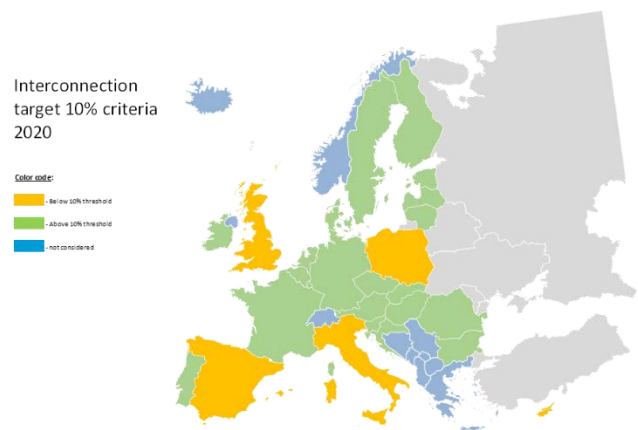 Interconnection
target 10% criteria
2020
Color code:
- Below 10% threshold
- Above 10% threshold
- not considered